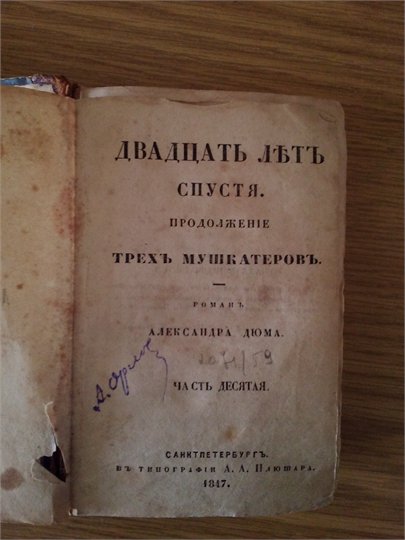 ДВАДЦАТЬ ЛѢТЪ
СПУСТЯ.
ПРОДОЛЖЕНІЕ
ТРЕХЪ МУШКАТЕРОВЪ.
РОМАНЪ
АЛЕКСАНДРА ДЮМА.
ЧАСТЬ ДЕСЯТАЯ.
САНКТПЕТЕРБУРГЪ.
ВЪ ТИПОГРАФІИ А. А. ПЛЮШАРА.
1847.